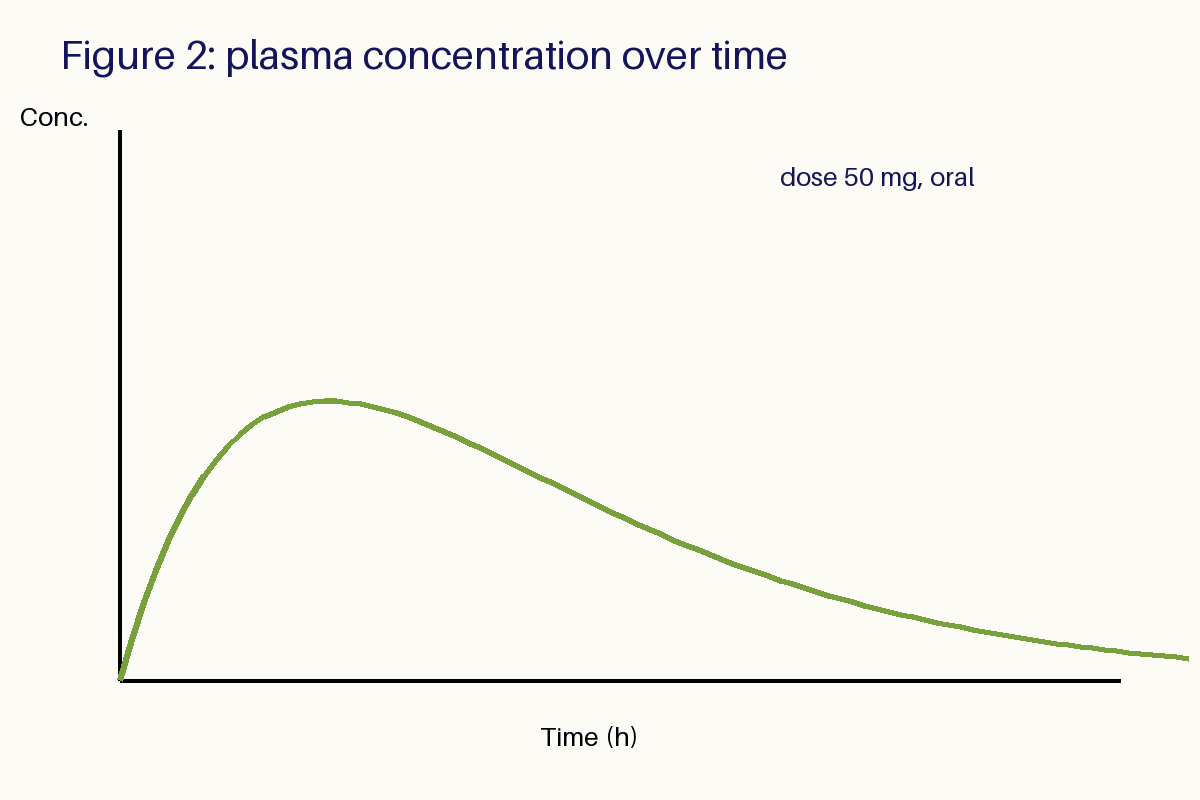 Figure 2: plasma concentration over time
Conc.
dose 50 mg, oral
Time (h)